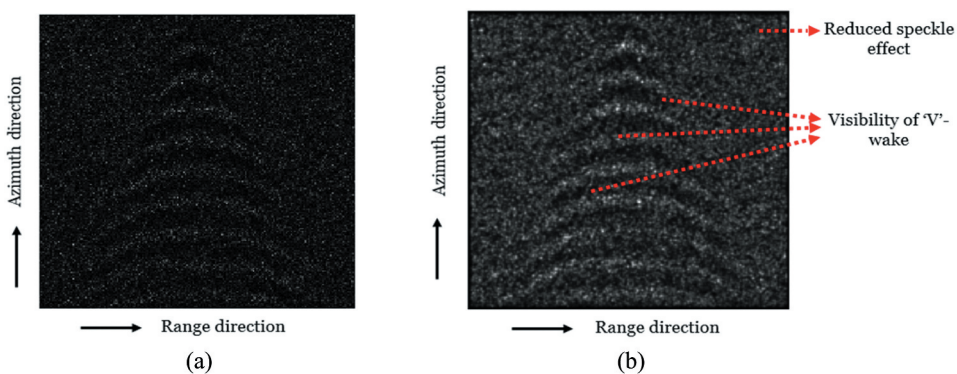 Azimuth direction
Range direction
(a)
Azimuth direction
Range direction
(b)
Reduced speckle
effect
Visibility of ‘V’-
wake